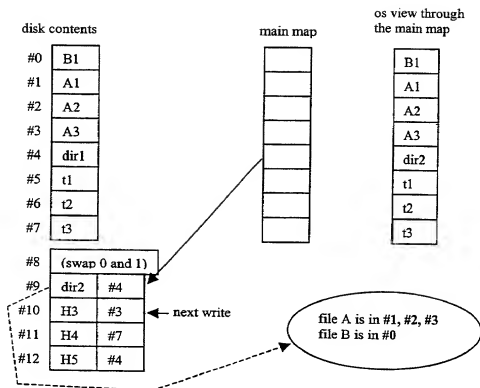 disk contents
main map
os view through
the main map
#0 B1
#1 A1
#2 A2
#3 A3
#4 dir1
#5 t1
#6 t2
#7 t3
B1
A1
A2
A3
dir2
t1
t2
t3
#8 (swap 0 and 1)
#9 dir2 #4
#10 H3 #3 next write
#11 H4 #7
#12 H5 #4
file A is in #1, #2, #3
file B is in #0